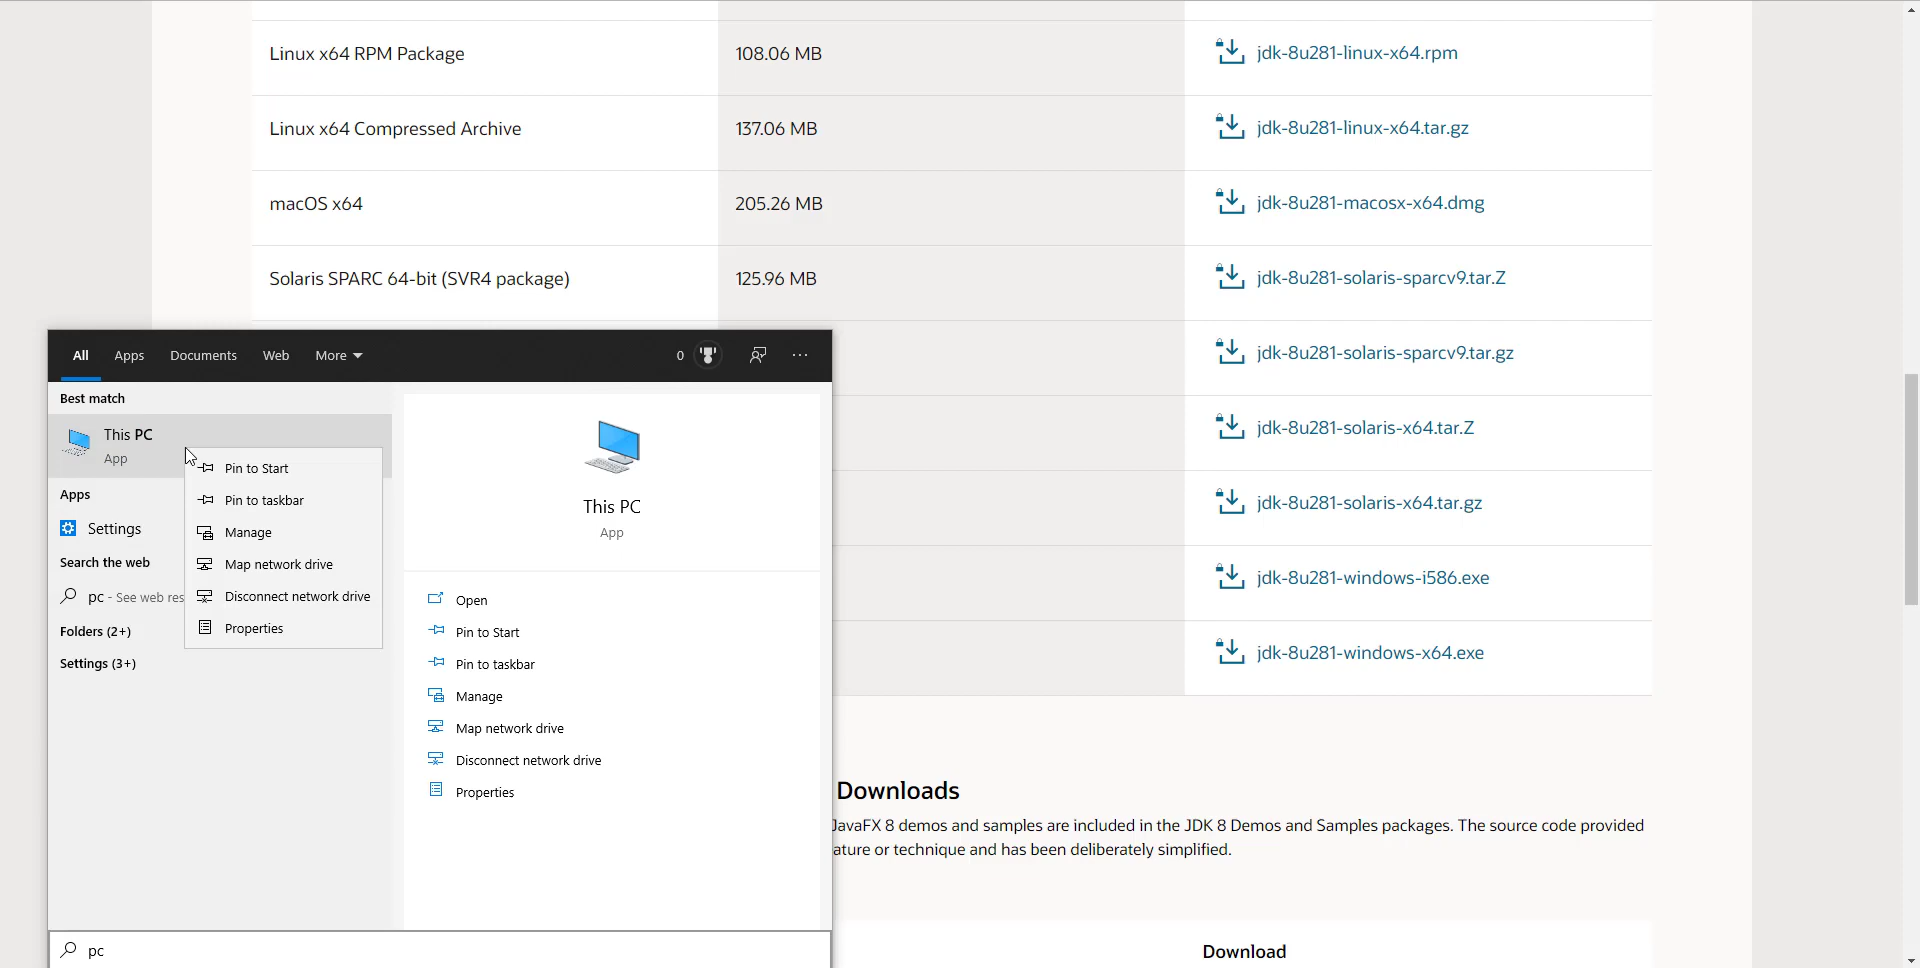 Linux x64 RPM Package
108.06 MB
jdk-8u281-linux-x64.rpm
Linux x64 Compressed Archive
137.06 MB
jdk-8u281-linux-x64.tar.gz
macOS x64
205.26 MB
jdk-8u281-macosx-x64.dmg
Solaris SPARC 64-bit (SVR4 package)
125.96 MB
jdk-8u281-solaris-sparcv9.tar.Z
jdk-8u281-solaris-sparcv9.tar.gz
jdk-8u281-solaris-x64.tar.Z
jdk-8u281-solaris-x64.tar.gz
jdk-8u281-windows-i586.exe
jdk-8u281-windows-x64.exe
All
Apps
Documents
Web
More
0
Best match
This PC
App
Apps
Settings
Search the web
pc - See web res
Folders (2+)
Settings (3+)
Pin to Start
Pin to taskbar
Manage
Map network drive
Disconnect network drive
Properties
This PC
App
Open
Pin to Start
Pin to taskbar
Manage
Map network drive
Disconnect network drive
Properties
pc
Downloads
JavaFX 8 demos and samples are included in the JDK 8 Demos and Samples packages. The source code provided
ature or technique and has been deliberately simplified.
Download